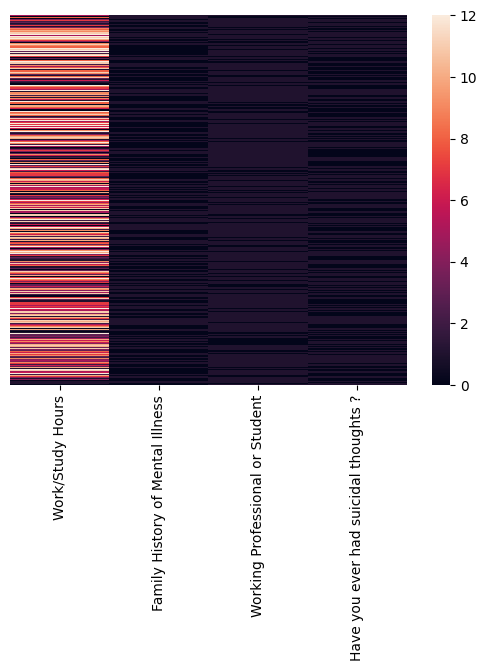 12
10
8
6
4
2
0
Work/Study Hours
Family History of Mental Illness
Working Professional or Student
Have you ever had suicidal thoughts ?